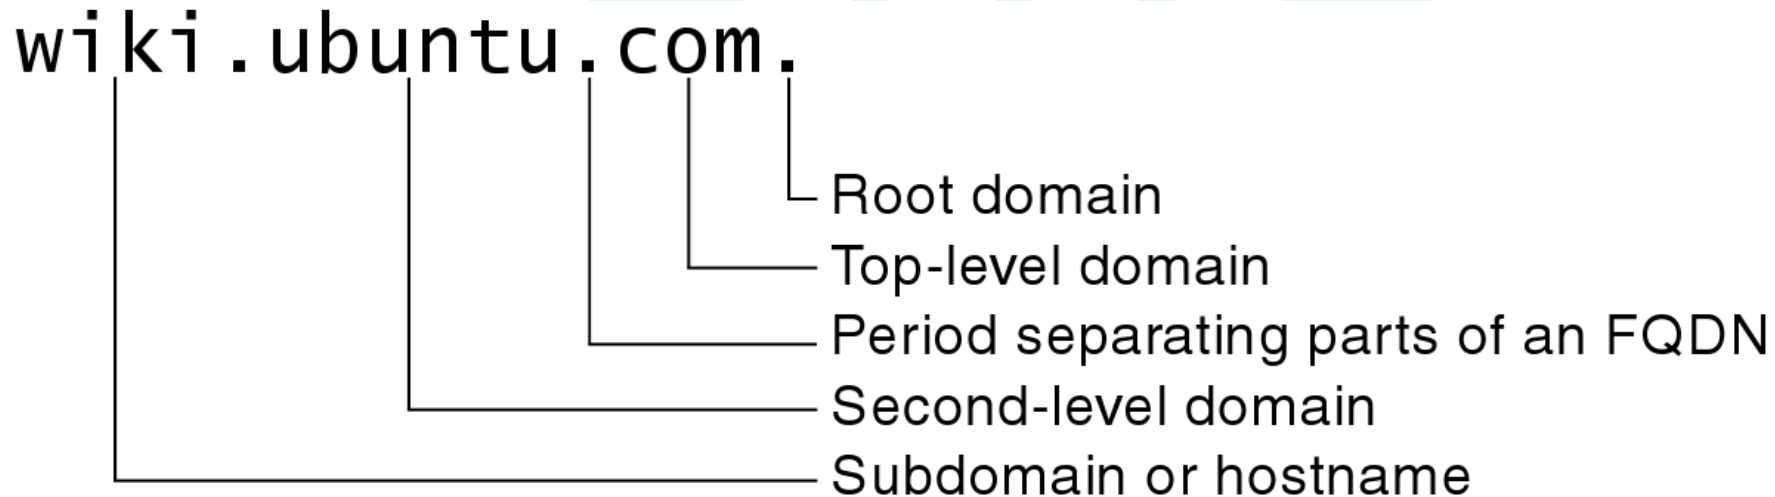 wiki.ubuntu.com.
Root domain
Top-level domain
Period separating parts of an FQDN
Second-level domain
Subdomain or hostname